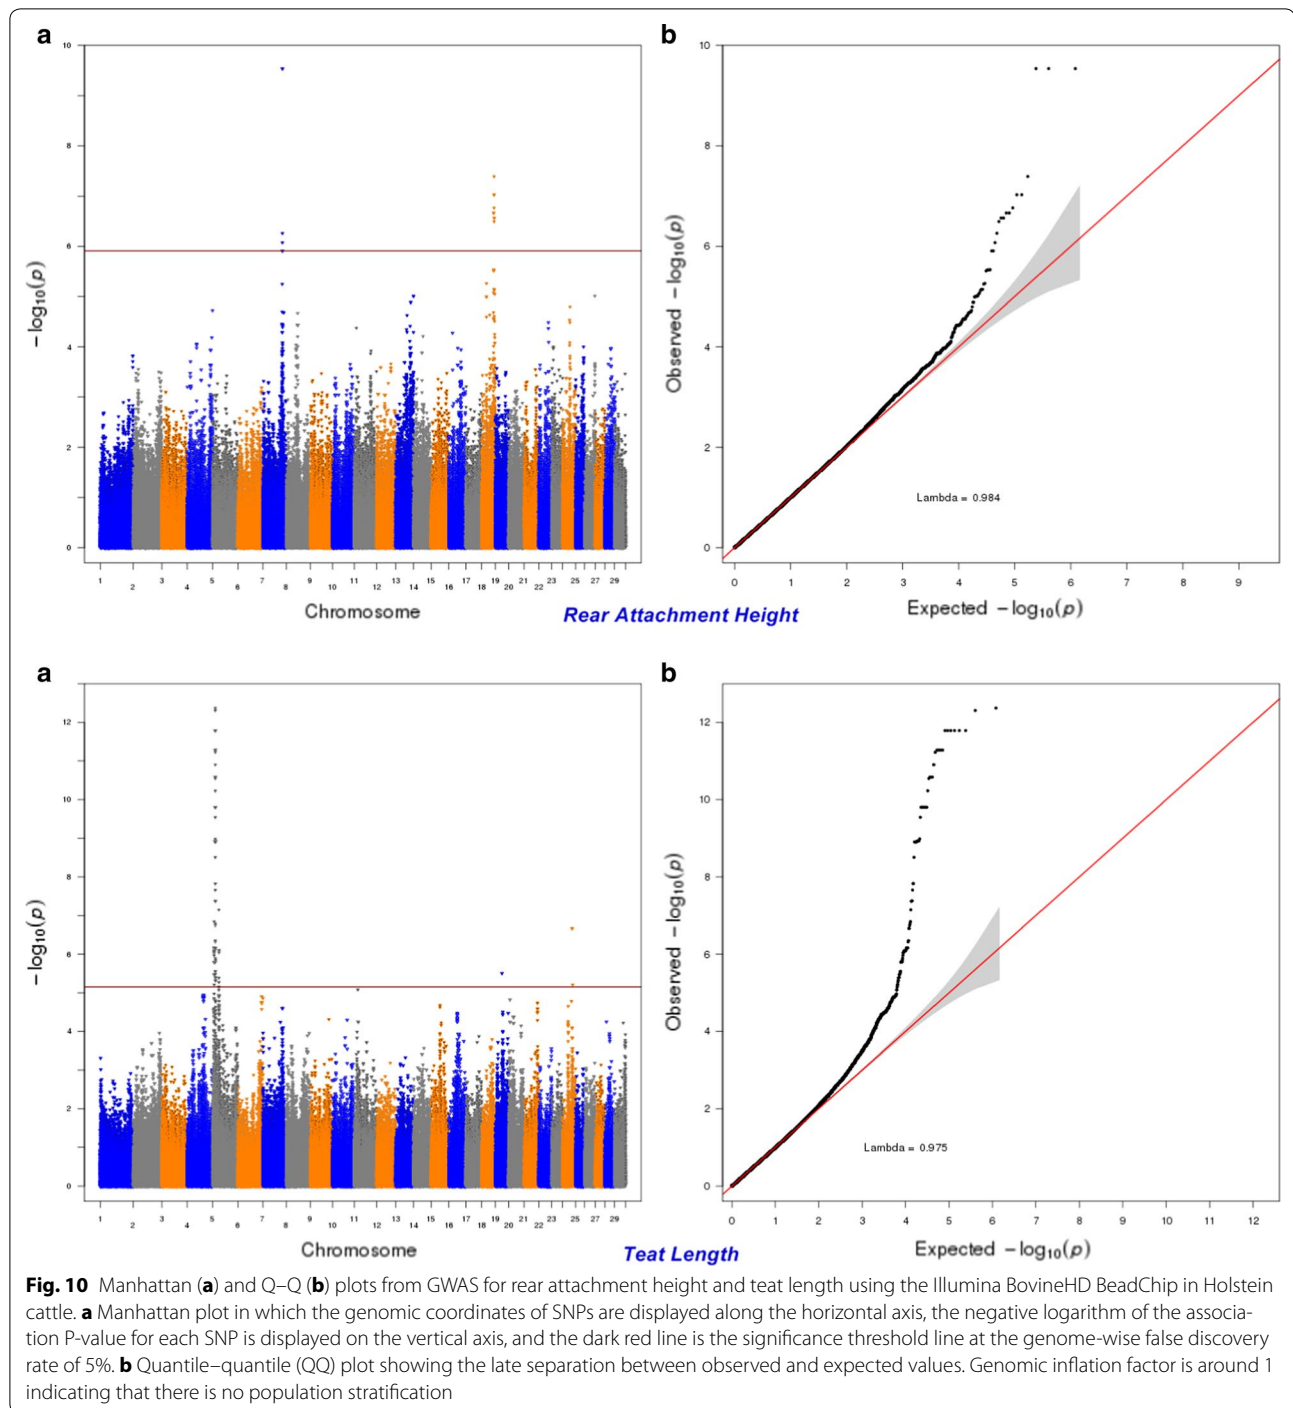 a
b
10
8
6
4
2
0
−log10(p)
1 2 3 4 5 6 7 8 9 10 11 12 13 14 15 16 17 18 19 20 21 22 23 25 27 29
Chromosome
10
8
6
4
2
0
Observed −log10(p)
Lambda = 0.984
0 1 2 3 4 5 6 7 8 9
Expected −log10(p)
Rear Attachment Height
a
b
12
10
8
6
4
2
0
−log10(p)
1 2 3 4 5 6 7 8 9 10 11 12 13 14 15 16 17 18 19 20 21 22 23 25 27 29
Chromosome
12
10
8
6
4
2
0
Observed −log10(p)
Lambda = 0.975
0 1 2 3 4 5 6 7 8 9 10 11 12
Expected −log10(p)
Teat Length
Fig. 10 Manhattan (a) and Q–Q (b) plots from GWAS for rear attachment height and teat length using the Illumina BovineHD BeadChip in Holstein
cattle. a Manhattan plot in which the genomic coordinates of SNPs are displayed along the horizontal axis, the negative logarithm of the associa-
tion P-value for each SNP is displayed on the vertical axis, and the dark red line is the significance threshold line at the genome-wise false discovery
rate of 5%. b Quantile–quantile (QQ) plot showing the late separation between observed and expected values. Genomic inflation factor is around 1
indicating that there is no population stratification